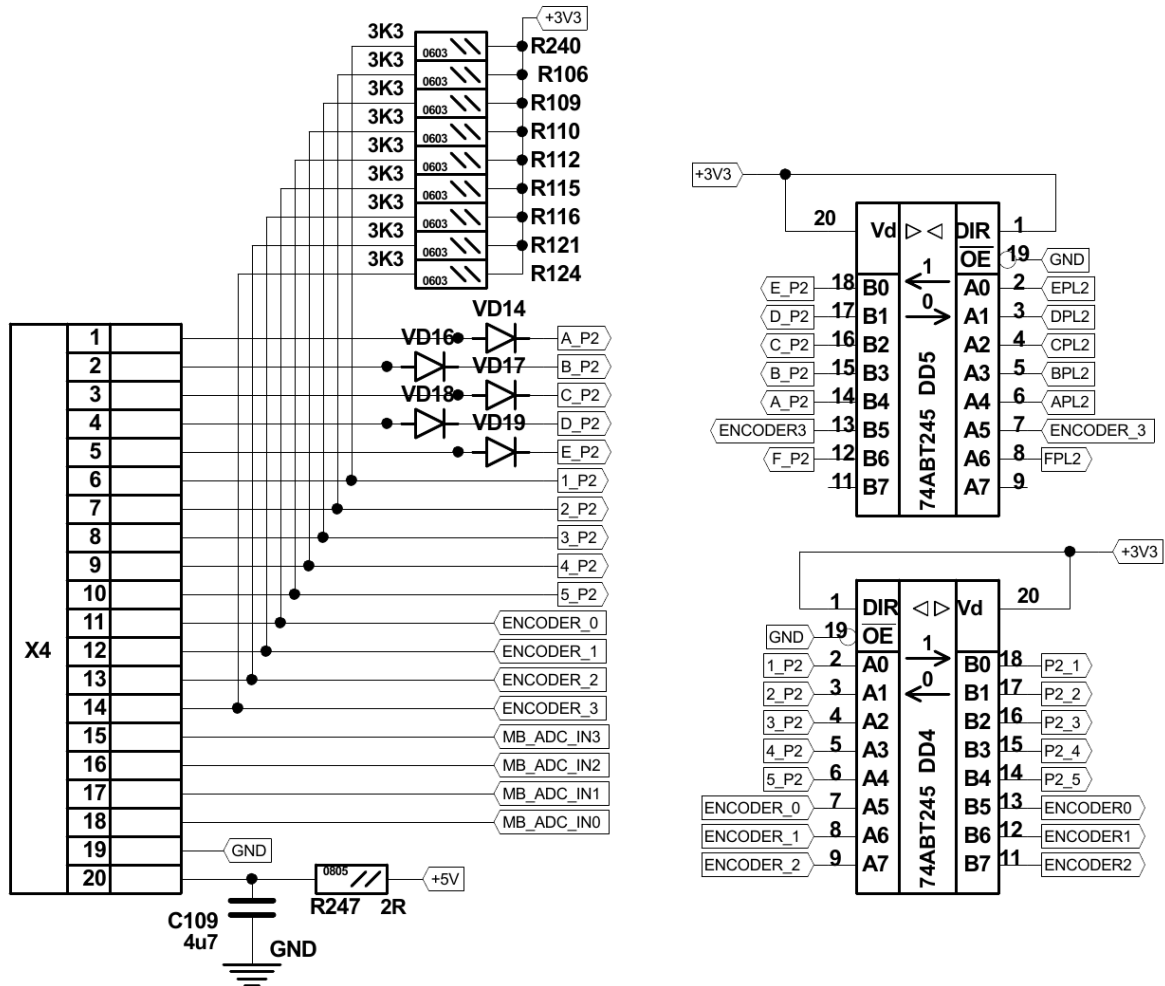 +3V3
3K3 0603 R240
3K3 0603 R106
3K3 0603 R109
3K3 0603 R110
3K3 0603 R112
3K3 0603 R115
3K3 0603 R116
3K3 0603 R121
3K3 0603 R124
X4
1 VD14 A_P2
2 VD16 B_P2
3 VD17 C_P2
4 VD18 D_P2
5 VD19 E_P2
6 1_P2
7 2_P2
8 3_P2
9 4_P2
10 5_P2
11 ENCODER_0
12 ENCODER_1
13 ENCODER_2
14 ENCODER_3
15 MB_ADC_IN3
16 MB_ADC_IN2
17 MB_ADC_IN1
18 MB_ADC_IN0
19 GND
20 0805 +5V
R247 2R
C109
4u7
GND
+3V3
20 Vd DIR 1
OE 19 GND
1
0
E_P2 18 B0 A0 2 EPL2
D_P2 17 B1 A1 3 DPL2
C_P2 16 B2 A2 4 CPL2
B_P2 15 B3 A3 5 BPL2
A_P2 14 B4 A4 6 APL2
ENCODER3 13 B5 A5 7 ENCODER_3
F_P2 12 B6 A6 8 FPL2
11 B7 A7 9
74ABT245 DD5
+3V3
1 DIR Vd 20
GND 19 OE
1
0
1_P2 2 A0 B0 18 P2_1
2_P2 3 A1 B1 17 P2_2
3_P2 4 A2 B2 16 P2_3
4_P2 5 A3 B3 15 P2_4
5_P2 6 A4 B4 14 P2_5
ENCODER_0 7 A5 B5 13 ENCODER0
ENCODER_1 8 A6 B6 12 ENCODER1
ENCODER_2 9 A7 B7 11 ENCODER2
74ABT245 DD4